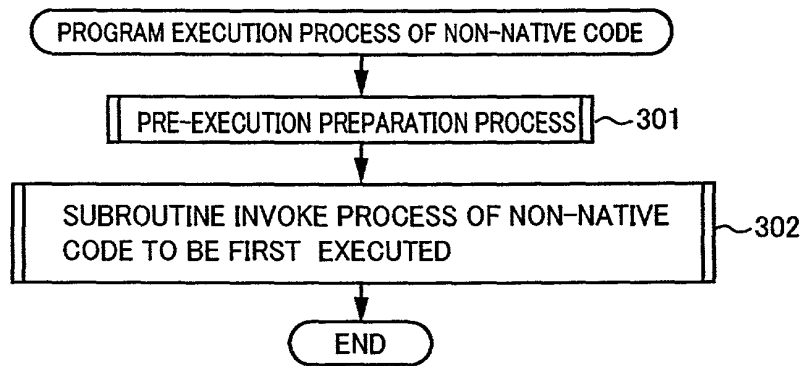 PROGRAM EXECUTION PROCESS OF NON-NATIVE CODE
PRE-EXECUTION PREPARATION PROCESS
301
SUBROUTINE INVOKE PROCESS OF NON-NATIVE
CODE TO BE FIRST EXECUTED
302
END